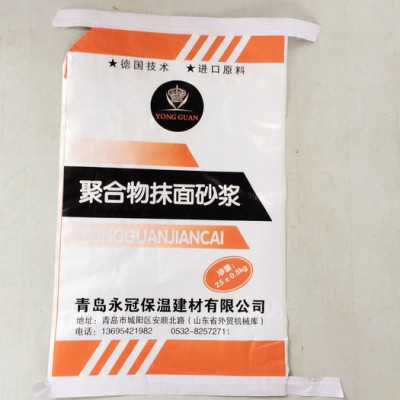 ★德国技术 ★进口原料
YONG GUAN
聚合物抹面砂浆
YONGGUANJIANCAI
净重:
25±0.5kg
青岛永冠保温建材有限公司
地址:青岛市城阳区安顺北路(山东省外贸机械库)
电话:13695421982 0532-82572711